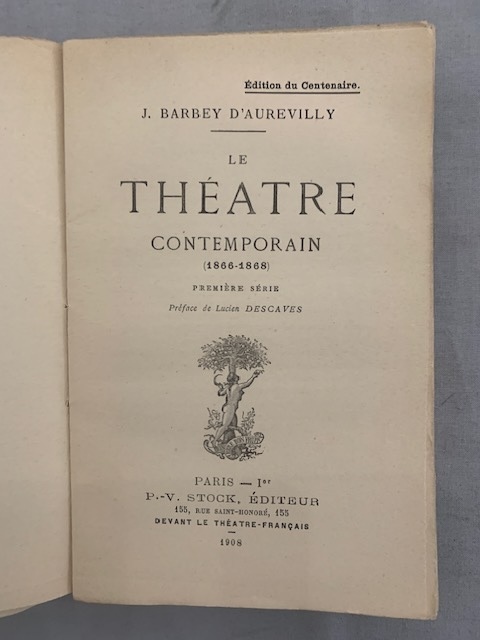 Édition du Centenaire.
J. BARBEY D'AUREVILLY
LE
THÉATRE
CONTEMPORAIN
(1866-1868)
PREMIÈRE SÉRIE
Préface de Lucien DESCAVES
PARIS — Ier
P.-V. STOCK, ÉDITEUR
155, RUE SAINT-HONORÉ, 155
DEVANT LE THÉATRE-FRANÇAIS
1908